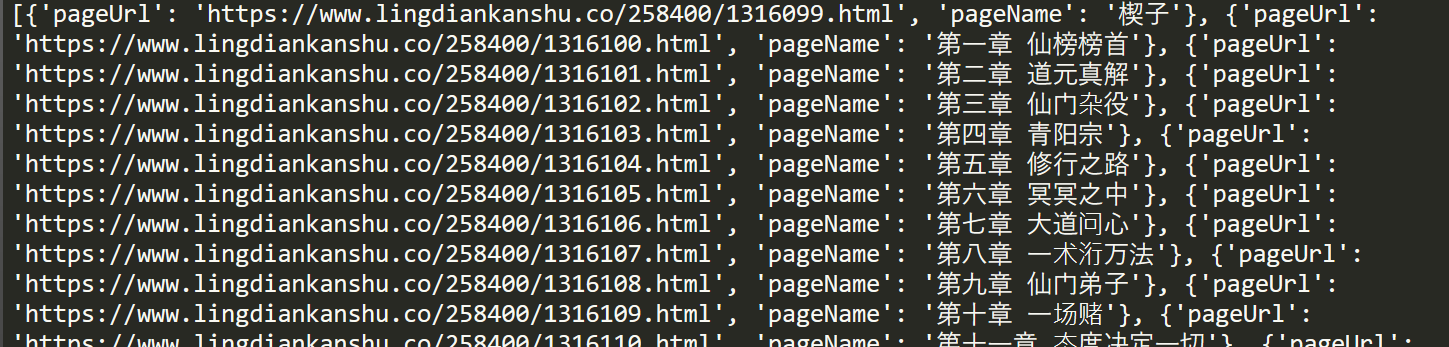 [{'pageUrl': 'https://www.lingdiankanshu.co/258400/1316099.html', 'pageName': '楔子'}, {'pageUrl':
'https://www.lingdiankanshu.co/258400/1316100.html', 'pageName': '第一章 仙榜榜首'}, {'pageUrl':
'https://www.lingdiankanshu.co/258400/1316101.html', 'pageName': '第二章 道元真解'}, {'pageUrl':
'https://www.lingdiankanshu.co/258400/1316102.html', 'pageName': '第三章 仙门杂役'}, {'pageUrl':
'https://www.lingdiankanshu.co/258400/1316103.html', 'pageName': '第四章 青阳宗'}, {'pageUrl':
'https://www.lingdiankanshu.co/258400/1316104.html', 'pageName': '第五章 修行之路'}, {'pageUrl':
'https://www.lingdiankanshu.co/258400/1316105.html', 'pageName': '第六章 冥冥之中'}, {'pageUrl':
'https://www.lingdiankanshu.co/258400/1316106.html', 'pageName': '第七章 大道问心'}, {'pageUrl':
'https://www.lingdiankanshu.co/258400/1316107.html', 'pageName': '第八章 一术洐万法'}, {'pageUrl':
'https://www.lingdiankanshu.co/258400/1316108.html', 'pageName': '第九章 仙门弟子'}, {'pageUrl':
'https://www.lingdiankanshu.co/258400/1316109.html', 'pageName': '第十章 一场赌'}, {'pageUrl':
'https://www.lingdiankanshu.co/258400/1316110.html', 'pageName': '第十一章 态度决定一切'}, {'pageUrl':